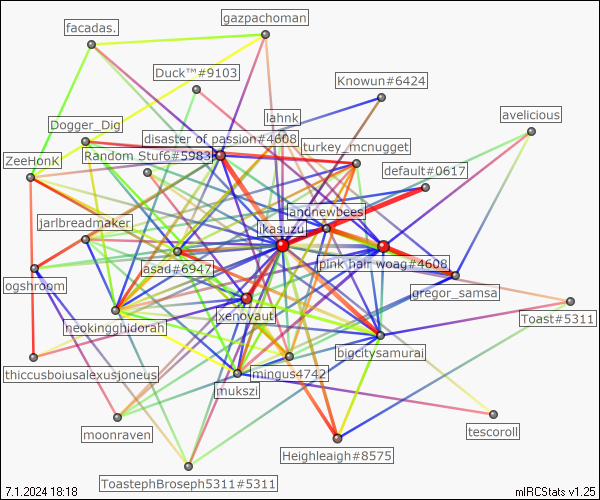 gazpachoman
facadas.
Duck™#9103
Knowun#6424
lahnk
avelicious
Dogger_Dig
disaster of passion#4608
turkey_mcnugget
Random Stuf6#5983
ZeeHonK
default#0617
andnewbees
jarlbreadmaker
ikasuzu
asad#6947
pink hair woag#4608
ogshroom
gregor_samsa
xenoyaut
Toast#5311
neokingghidorah
bigcitysamurai
thiccusboiusalexusjoneus
mingus4742
mukszi
moonraven
tescoroll
Heighleaigh#8575
ToastephBroseph5311#5311
7.1.2024 18:18
mIRCStats v1.25